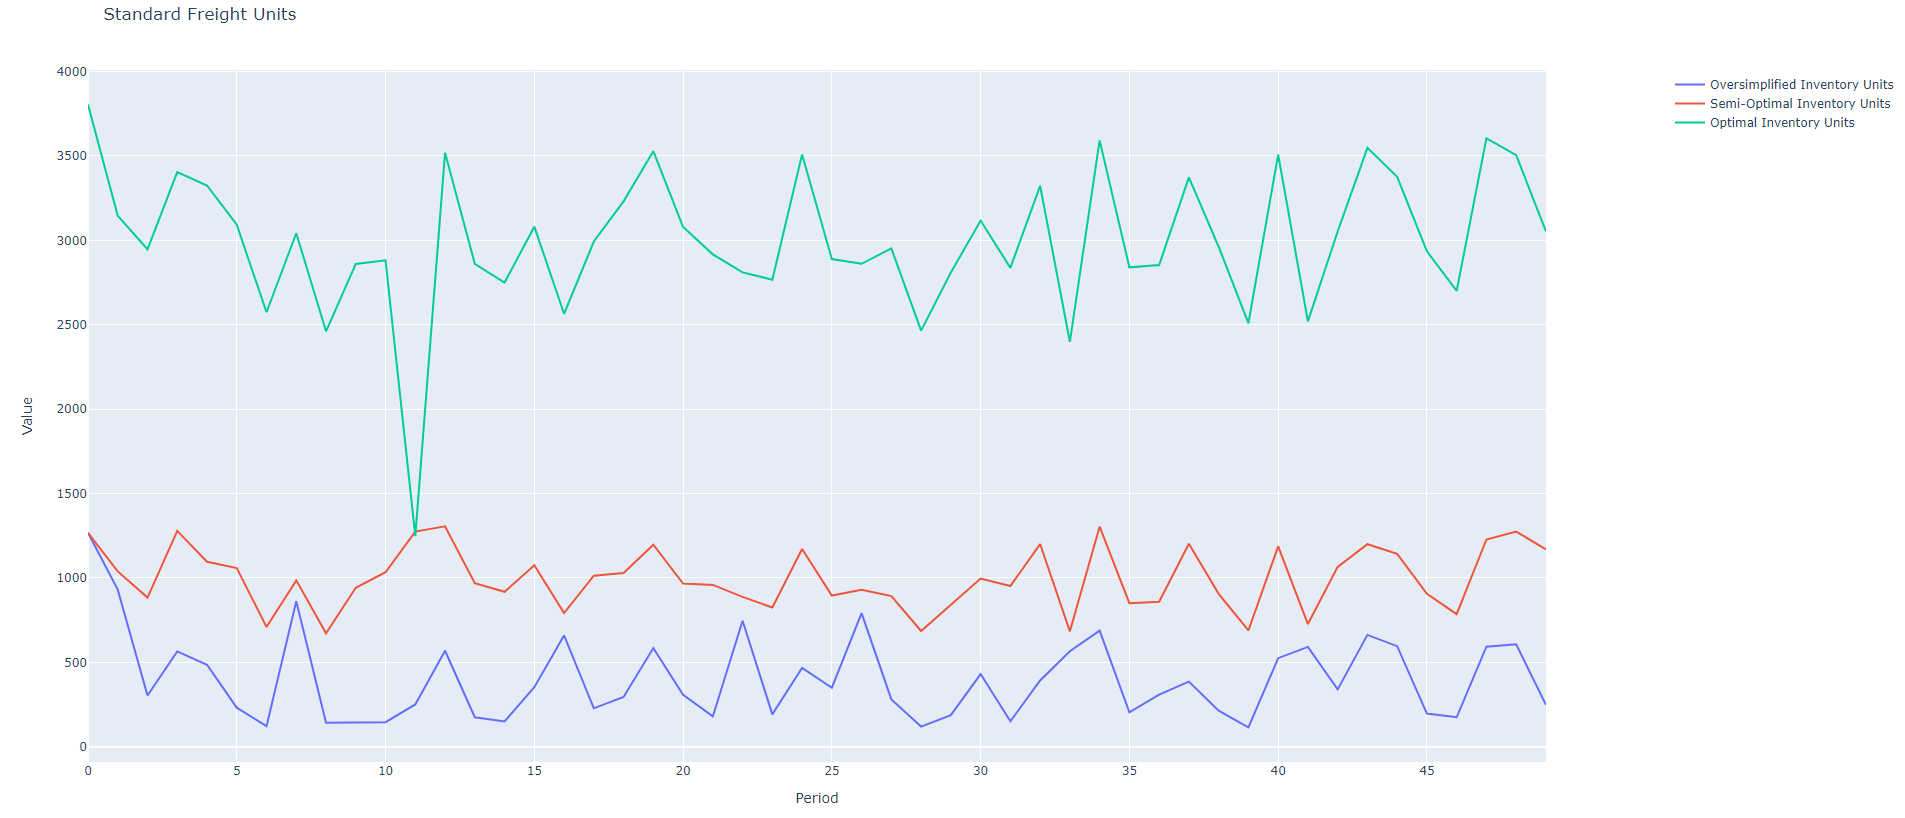 Standard Freight Units
4000
3500
3000
2500
2000
1500
1000
500
0
Value
0 5 10 15 20 25 30 35 40 45
Period
Oversimplified Inventory Units
Semi-Optimal Inventory Units
Optimal Inventory Units